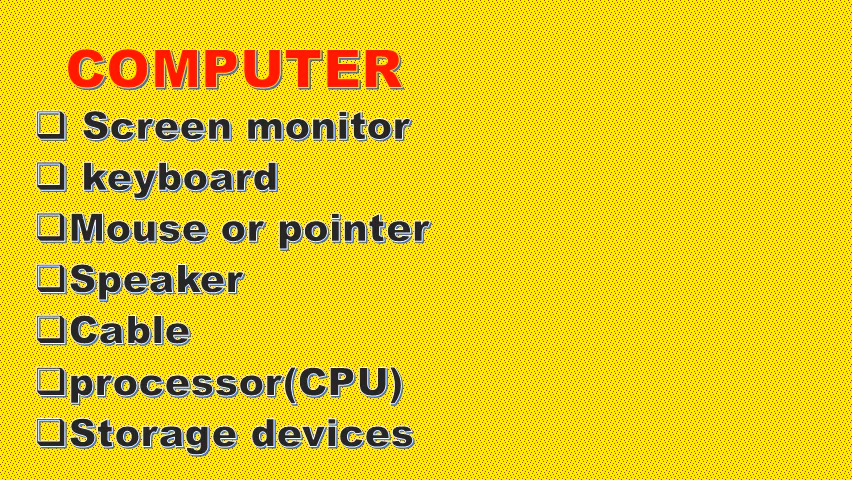 COMPUTER
❑ Screen monitor
❑ keyboard
❑Mouse or pointer
❑Speaker
❑Cable
❑processor(CPU)
❑Storage devices